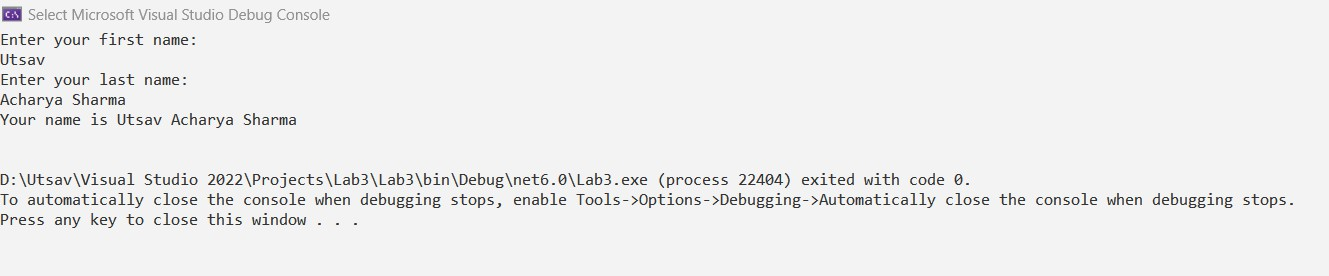 Select Microsoft Visual Studio Debug Console
Enter your first name:
Utsav
Enter your last name:
Acharya Sharma
Your name is Utsav Acharya Sharma
D:\Utsav\Visual Studio 2022\Projects\Lab3\Lab3\bin\Debug\net6.0\Lab3.exe (process 22404) exited with code 0.
To automatically close the console when debugging stops, enable Tools->Options->Debugging->Automatically close the console when debugging stops.
Press any key to close this window . . .